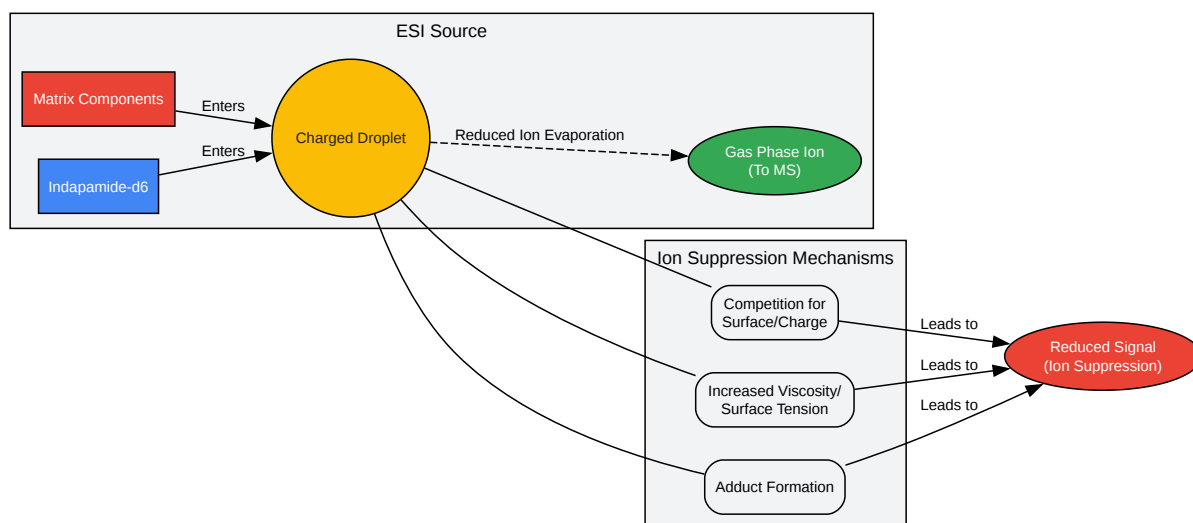 ESI Source
Matrix Components
Enters
Charged Droplet
Reduced Ion Evaporation
Gas Phase Ion
(To MS)
Enters
Indapamide-d6
Ion Suppression Mechanisms
Competition for
Surface/Charge
Leads to
Reduced Signal
(Ion Suppression)
Increased Viscosity/
Surface Tension
Leads to
Leads to
Adduct Formation